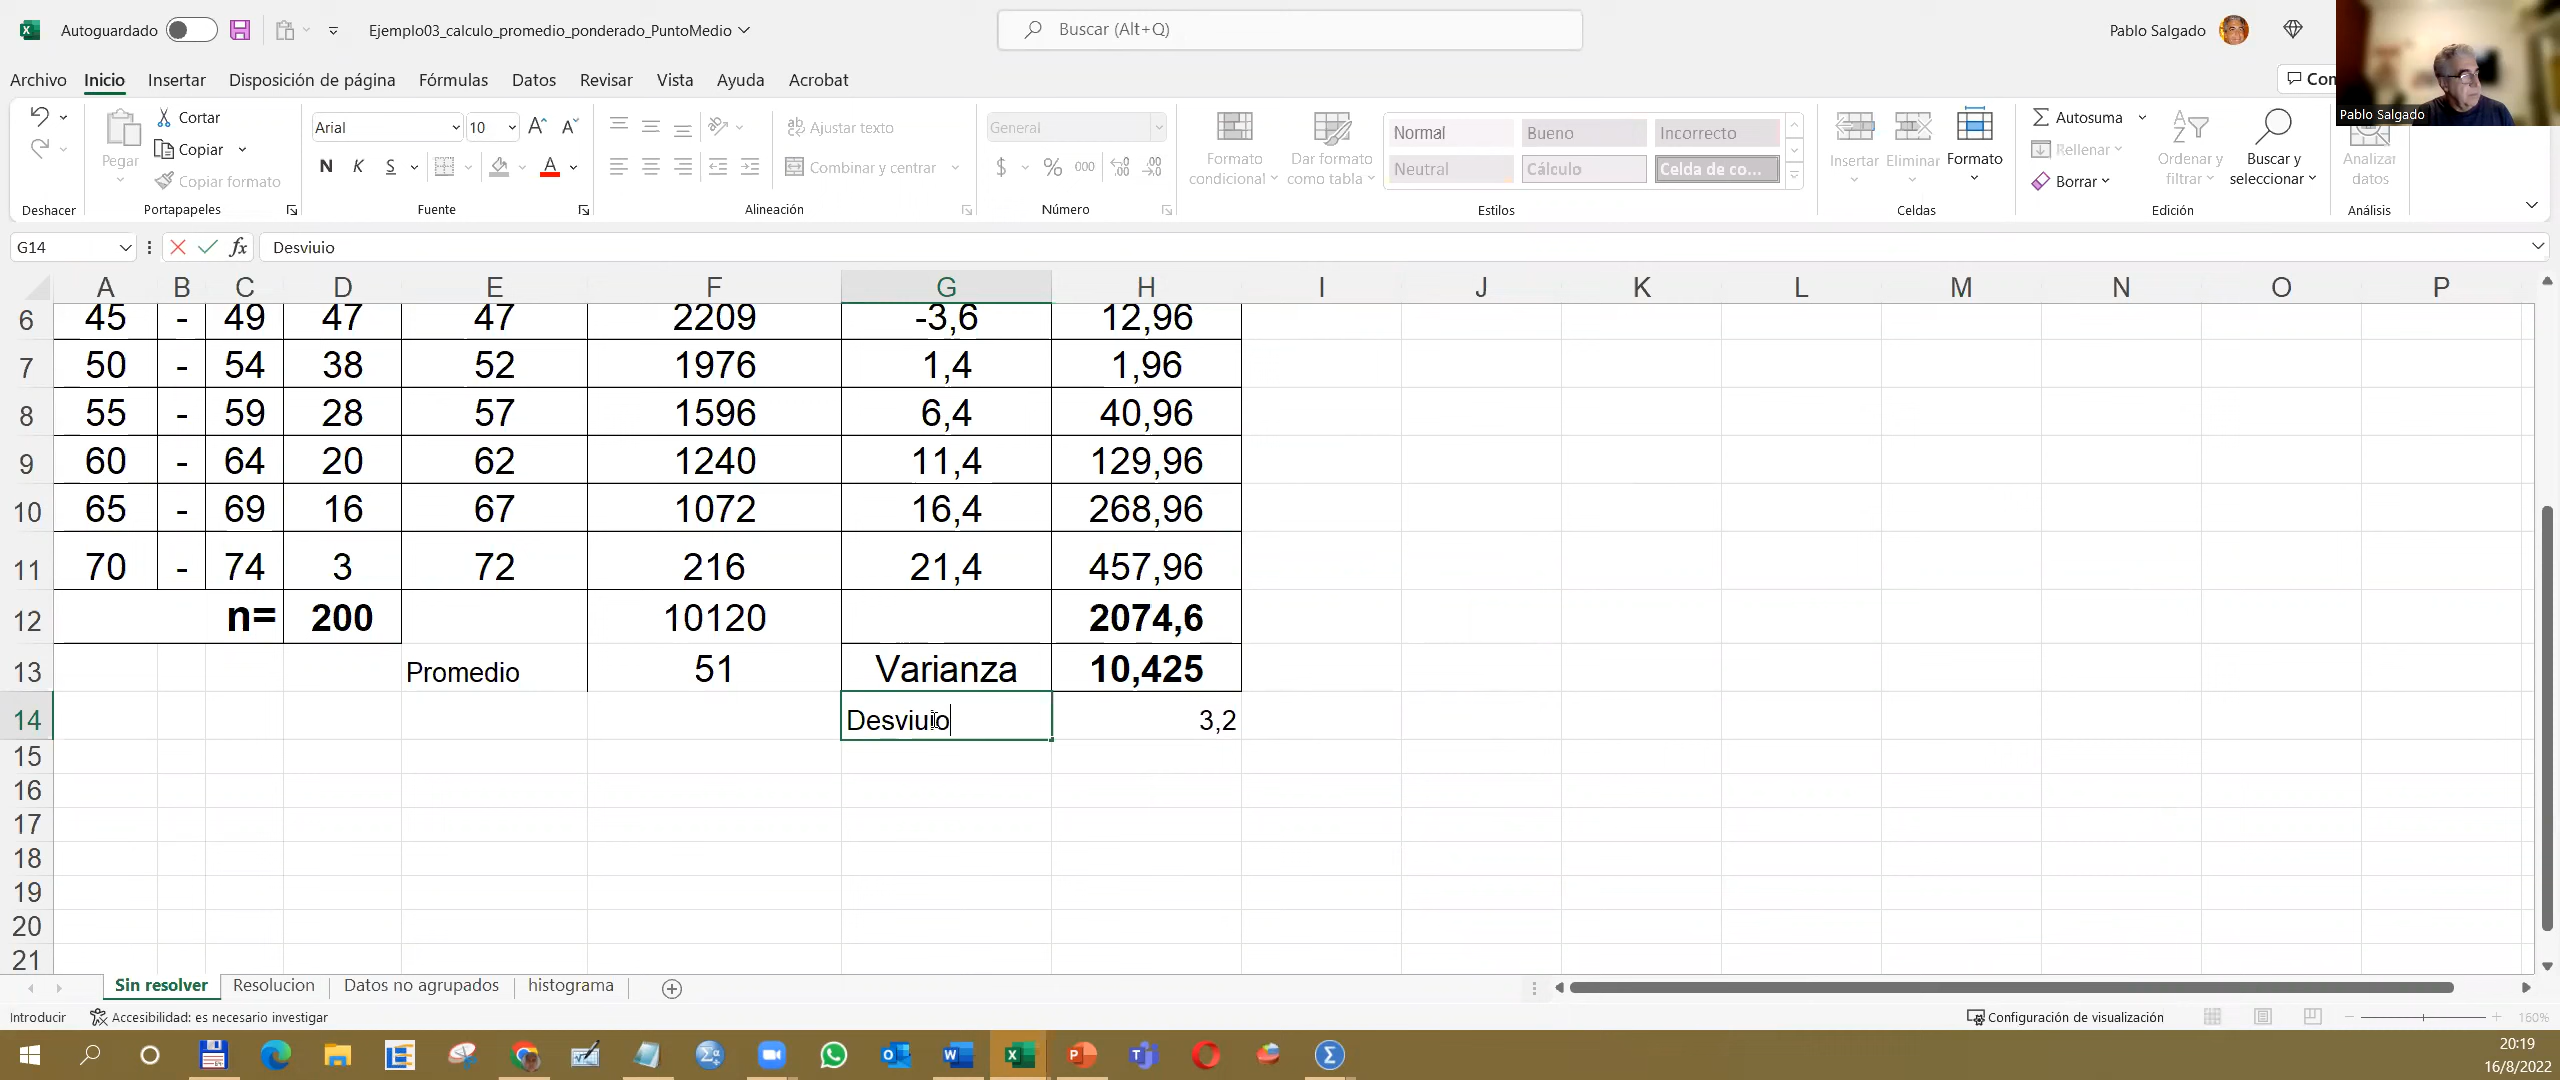 Autoguardado
Ejemplo03_calculo_promedio_ponderado_PuntoMedio
Buscar (Alt+Q)
Pablo Salgado
Archivo Inicio Insertar Disposición de página Fórmulas Datos Revisar Vista Ayuda Acrobat
Con
Pablo Salgado
Pegar
Cortar
Copiar
Copiar formato
Arial 10
N K S
Ajustar texto
Combinar y centrar
General
$ % 000
Formato condicional
Dar formato como tabla
Normal Bueno Incorrecto
Neutral Cálculo Celda de co...
Insertar Eliminar Formato
Autosuma
Rellenar
Borrar
Ordenar y filtrar
Buscar y seleccionar
Analizar datos
Deshacer Portapapeles Fuente Alineación Número Estilos Celdas Edición Análisis
G14 fx Desviuio
A B C D E F G H I J K L M N O P
6 45 - 49 47 47 2209 -3,6 12,96
7 50 - 54 38 52 1976 1,4 1,96
8 55 - 59 28 57 1596 6,4 40,96
9 60 - 64 20 62 1240 11,4 129,96
10 65 - 69 16 67 1072 16,4 268,96
11 70 - 74 3 72 216 21,4 457,96
12 n= 200 10120 2074,6
13 Promedio 51 Varianza 10,425
14 Desviuio 3,2
15
16
17
18
19
20
21
Sin resolver Resolucion Datos no agrupados histograma
Introducir Accesibilidad: es necesario investigar Configuración de visualización 160%
20:19
16/8/2022